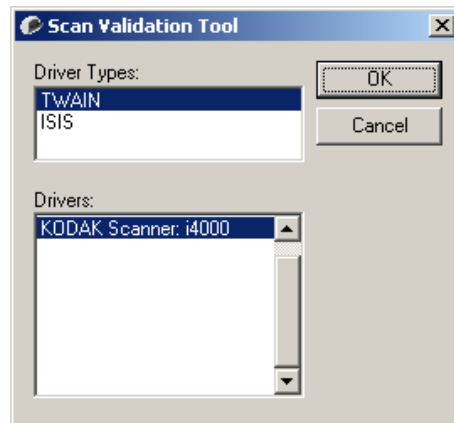 Scan Validation Tool
Driver Types:
TWAIN
ISIS
OK
Cancel
Drivers:
KODAK Scanner: i4000